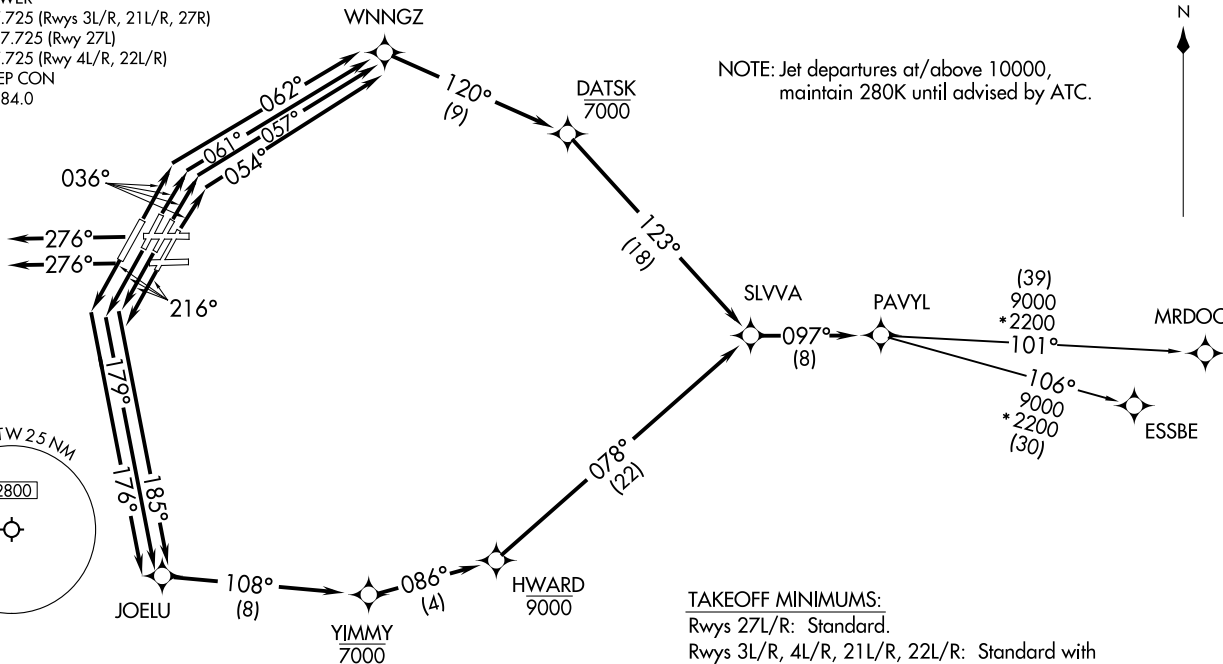 .725 (Rwys 3L/R, 21L/R, 27R)
7.725 (Rwy 27L)
.725 (Rwy 4L/R, 22L/R)
EP CON
84.0
WNNGZ
N
NOTE: Jet departures at/above 10000,
maintain 280K until advised by ATC.
120°
(9)
DATSK
7000
062°
061°
057°
054°
036°
276°
276°
216°
123°
(18)
SLVVA
097°
(8)
PAVYL
(39)
9000
*2200
101°
MRDOC
106°
9000
*2200
(30)
ESSBE
179°
176°
185°
TW 25 NM
2800
078°
(22)
JOELU
108°
(8)
YIMMY
7000
086°
(4)
HWARD
9000
TAKEOFF MINIMUMS:
Rwys 27L/R: Standard.
Rwys 3L/R, 4L/R, 21L/R, 22L/R: Standard with